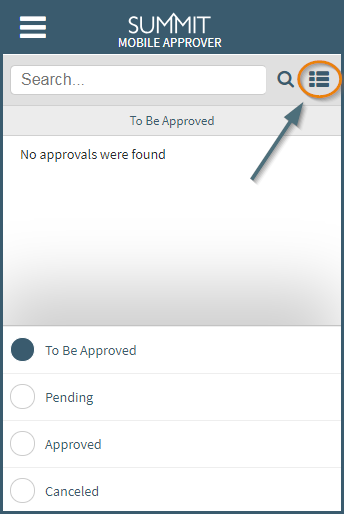 SUMMIT
MOBILE APPROVER
Search...
To Be Approved
No approvals were found
To Be Approved
Pending
Approved
Canceled